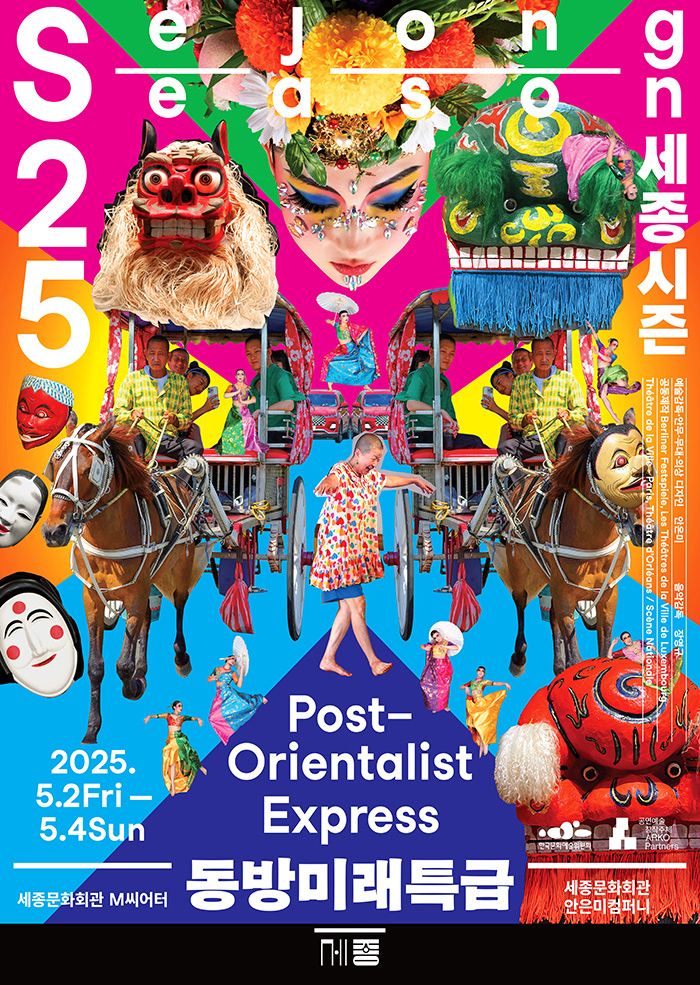 S e j o n g
e a s o n
25
세종시즌
예술감독·안무·무대·의상 디자인 안은미 음악감독 장영규
공동제작 Berliner Festspiele, Les Théâtres de la Ville de Luxembourg,
Théâtre de la Ville - Paris, Théâtre d'Orléans / Scène Nationale
Post–
Orientalist
Express
2025.
5.2Fri –
5.4Sun
세종문화회관 M씨어터
동방미래특급
한국문화예술위원회
공연예술
창작주체
ARKO
Partners
세종문화회관
안은미컴퍼니
세종